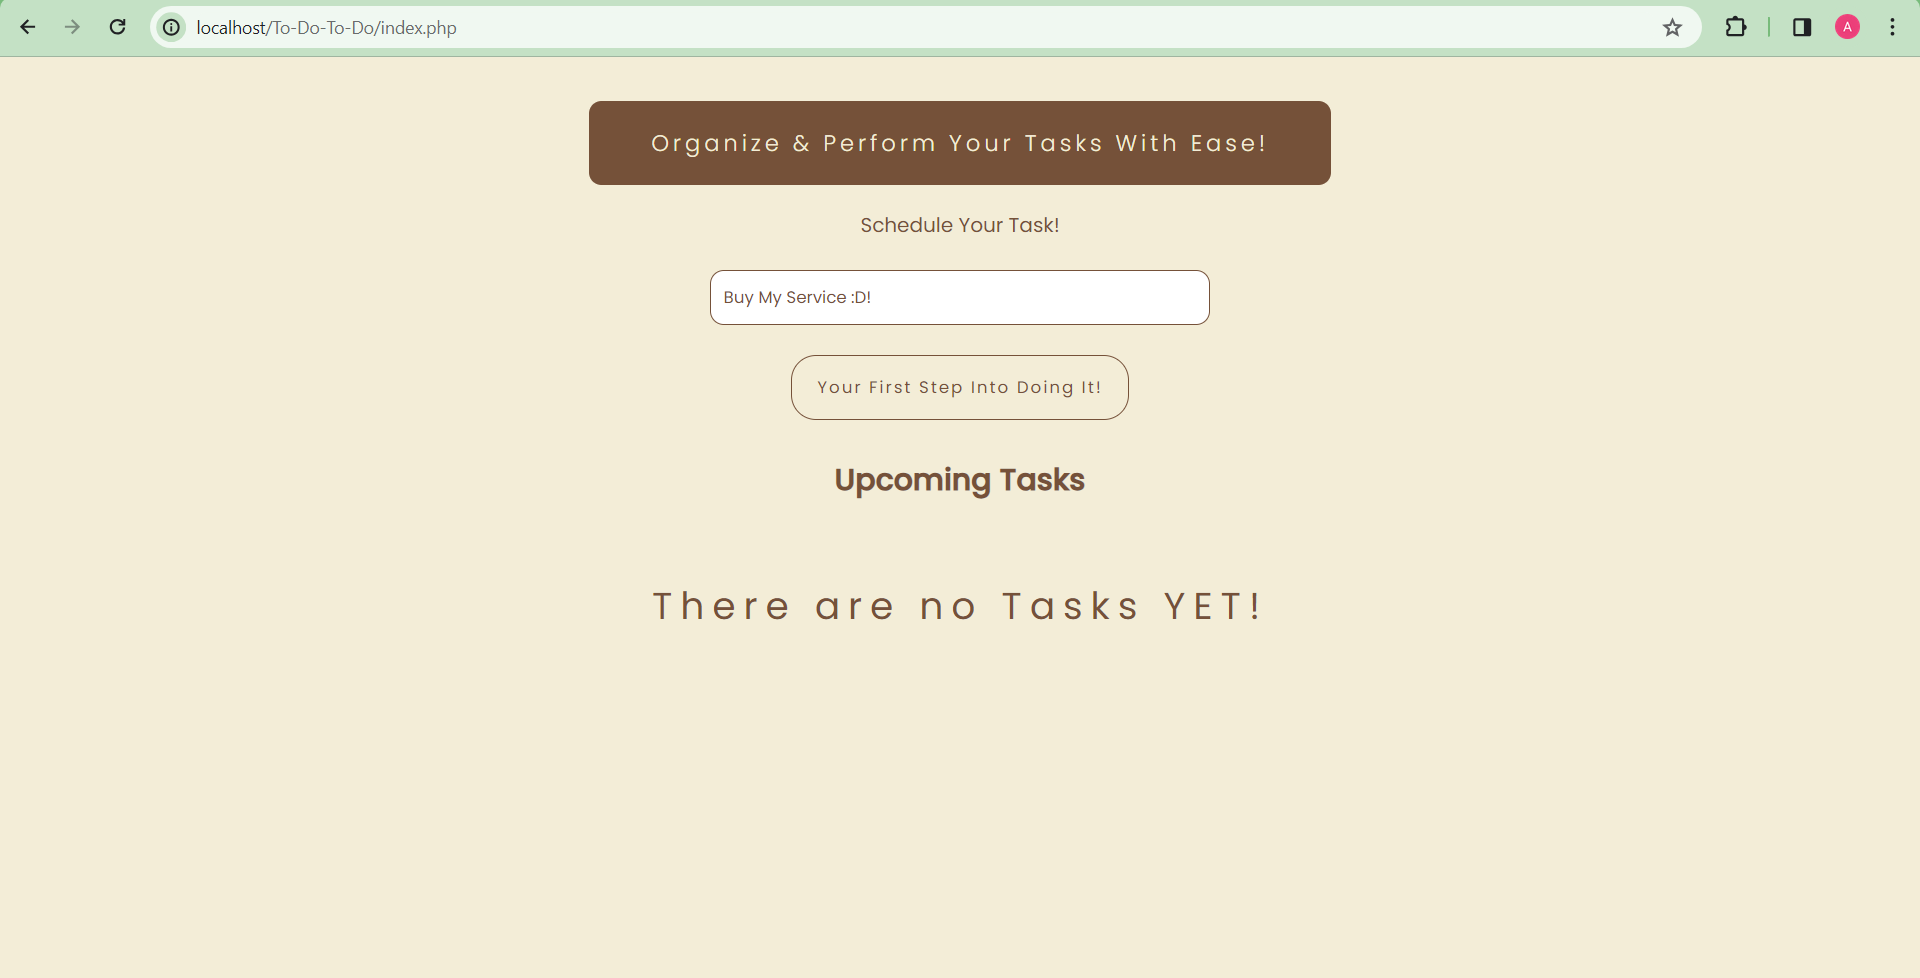 localhost/To-Do-To-Do/index.php
A
Organize & Perform Your Tasks With Ease!
Schedule Your Task!
Buy My Service :D!
Your First Step Into Doing It!
Upcoming Tasks
There are no Tasks YET!